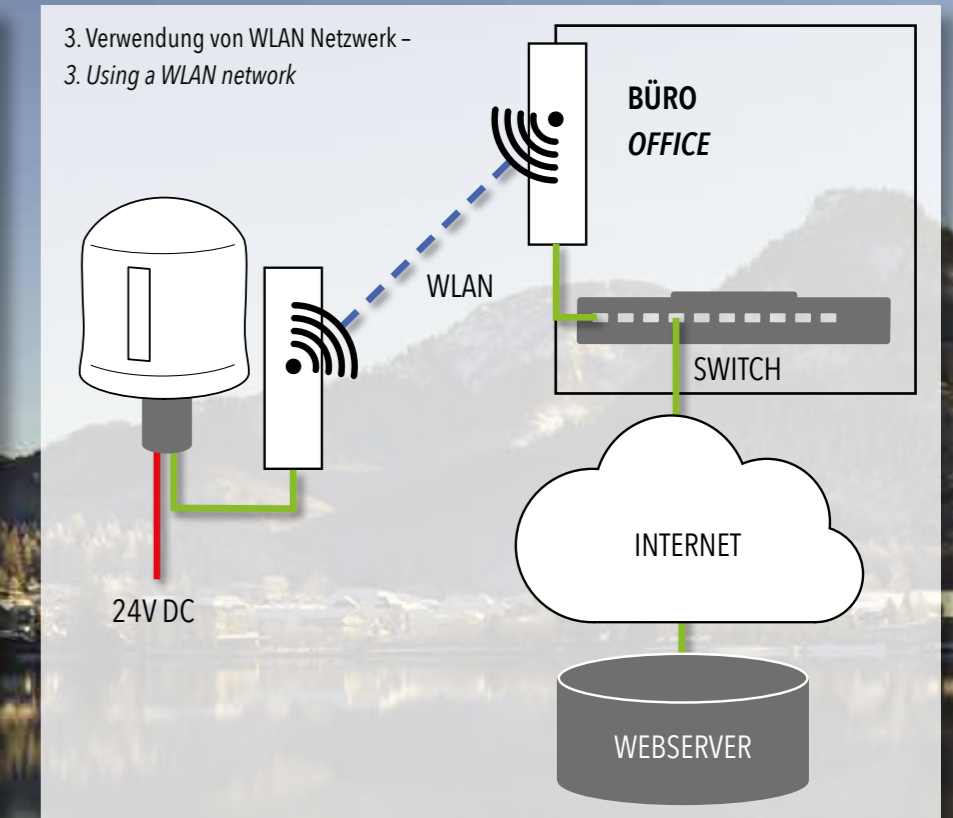 3. Verwendung von WLAN Netzwerk –
3. Using a WLAN network
BÜRO
OFFICE
WLAN
SWITCH
INTERNET
24V DC
WEBSERVER